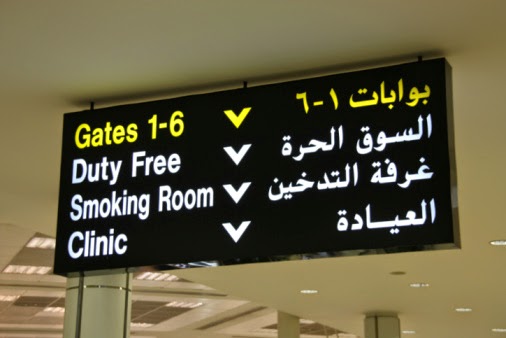 Gates 1-6
بوابات ١-٦
Duty Free
السوق الحرة
Smoking Room
غرفة التدخين
Clinic
العيادة